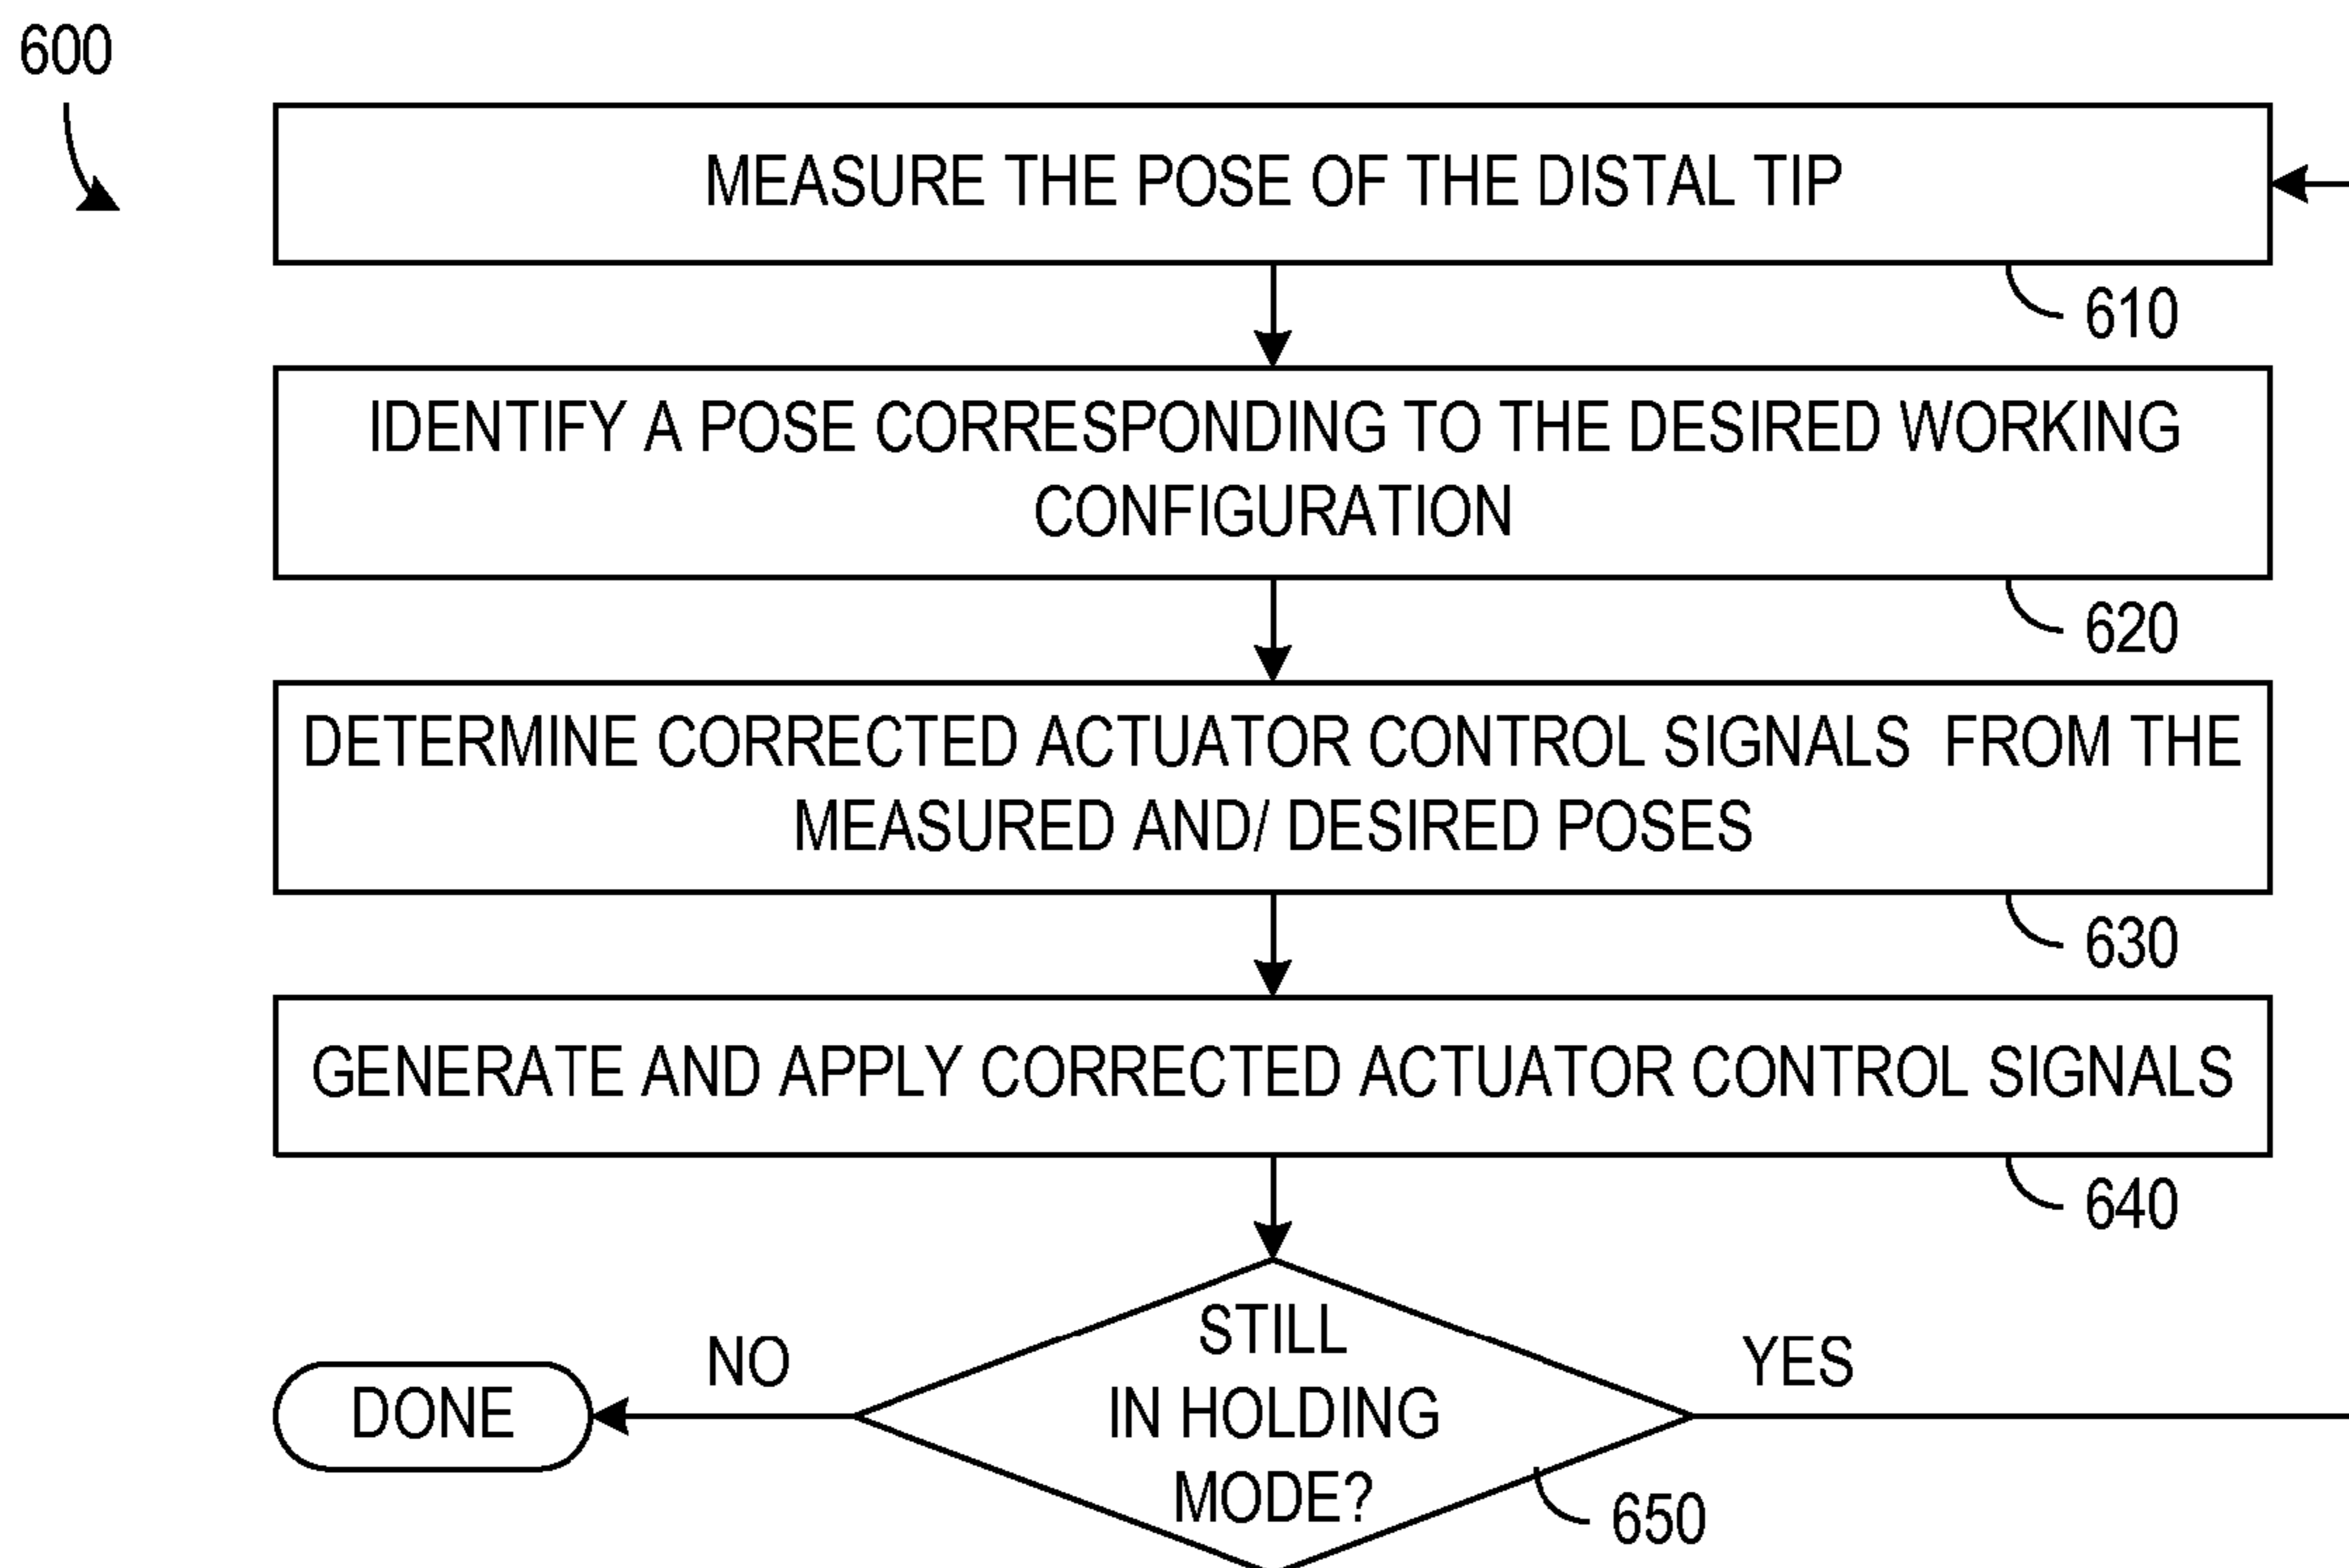 600
MEASURE THE POSE OF THE DISTAL TIP
610
IDENTIFY A POSE CORRESPONDING TO THE DESIRED WORKING
CONFIGURATION
620
DETERMINE CORRECTED ACTUATOR CONTROL SIGNALS FROM THE
MEASURED AND/ DESIRED POSES
630
GENERATE AND APPLY CORRECTED ACTUATOR CONTROL SIGNALS
640
STILL
IN HOLDING
MODE?
NO
YES
DONE
650